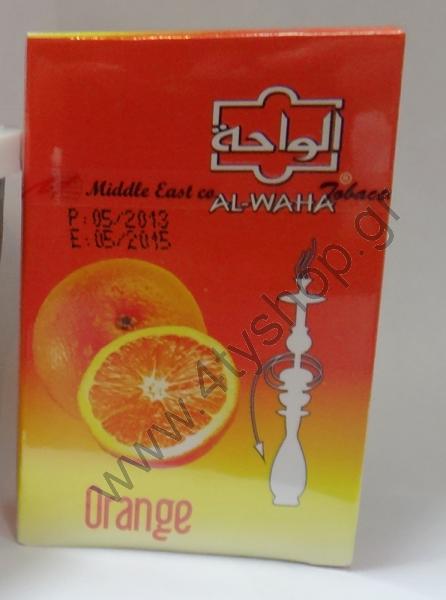 الواحة
®
Middle East co Tobacco
AL-WAHA
P:05/2013
E:05/2015
Orange
www.4tyshop.gr